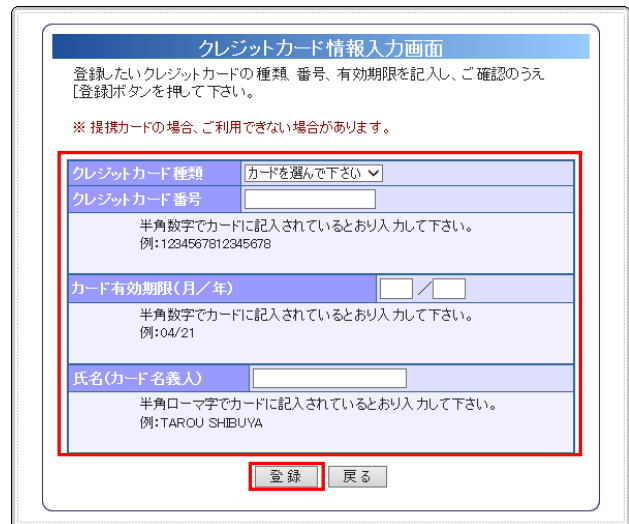 クレジットカード情報入力画面
登録したいクレジットカードの種類、番号、有効期限を記入し、ご確認のうえ
[登録]ボタンを押して下さい。
※ 提携カードの場合、ご利用できない場合があります。
クレジットカード種類 カードを選んで下さい
クレジットカード番号
半角数字でカードに記入されているとおり入力して下さい。
例:1234567812345678
カード有効期限(月/年) /
半角数字でカードに記入されているとおり入力して下さい。
例:04/21
氏名(カード名義人)
半角ローマ字でカードに記入されているとおり入力して下さい。
例:TAROU SHIBUYA
登録 戻る